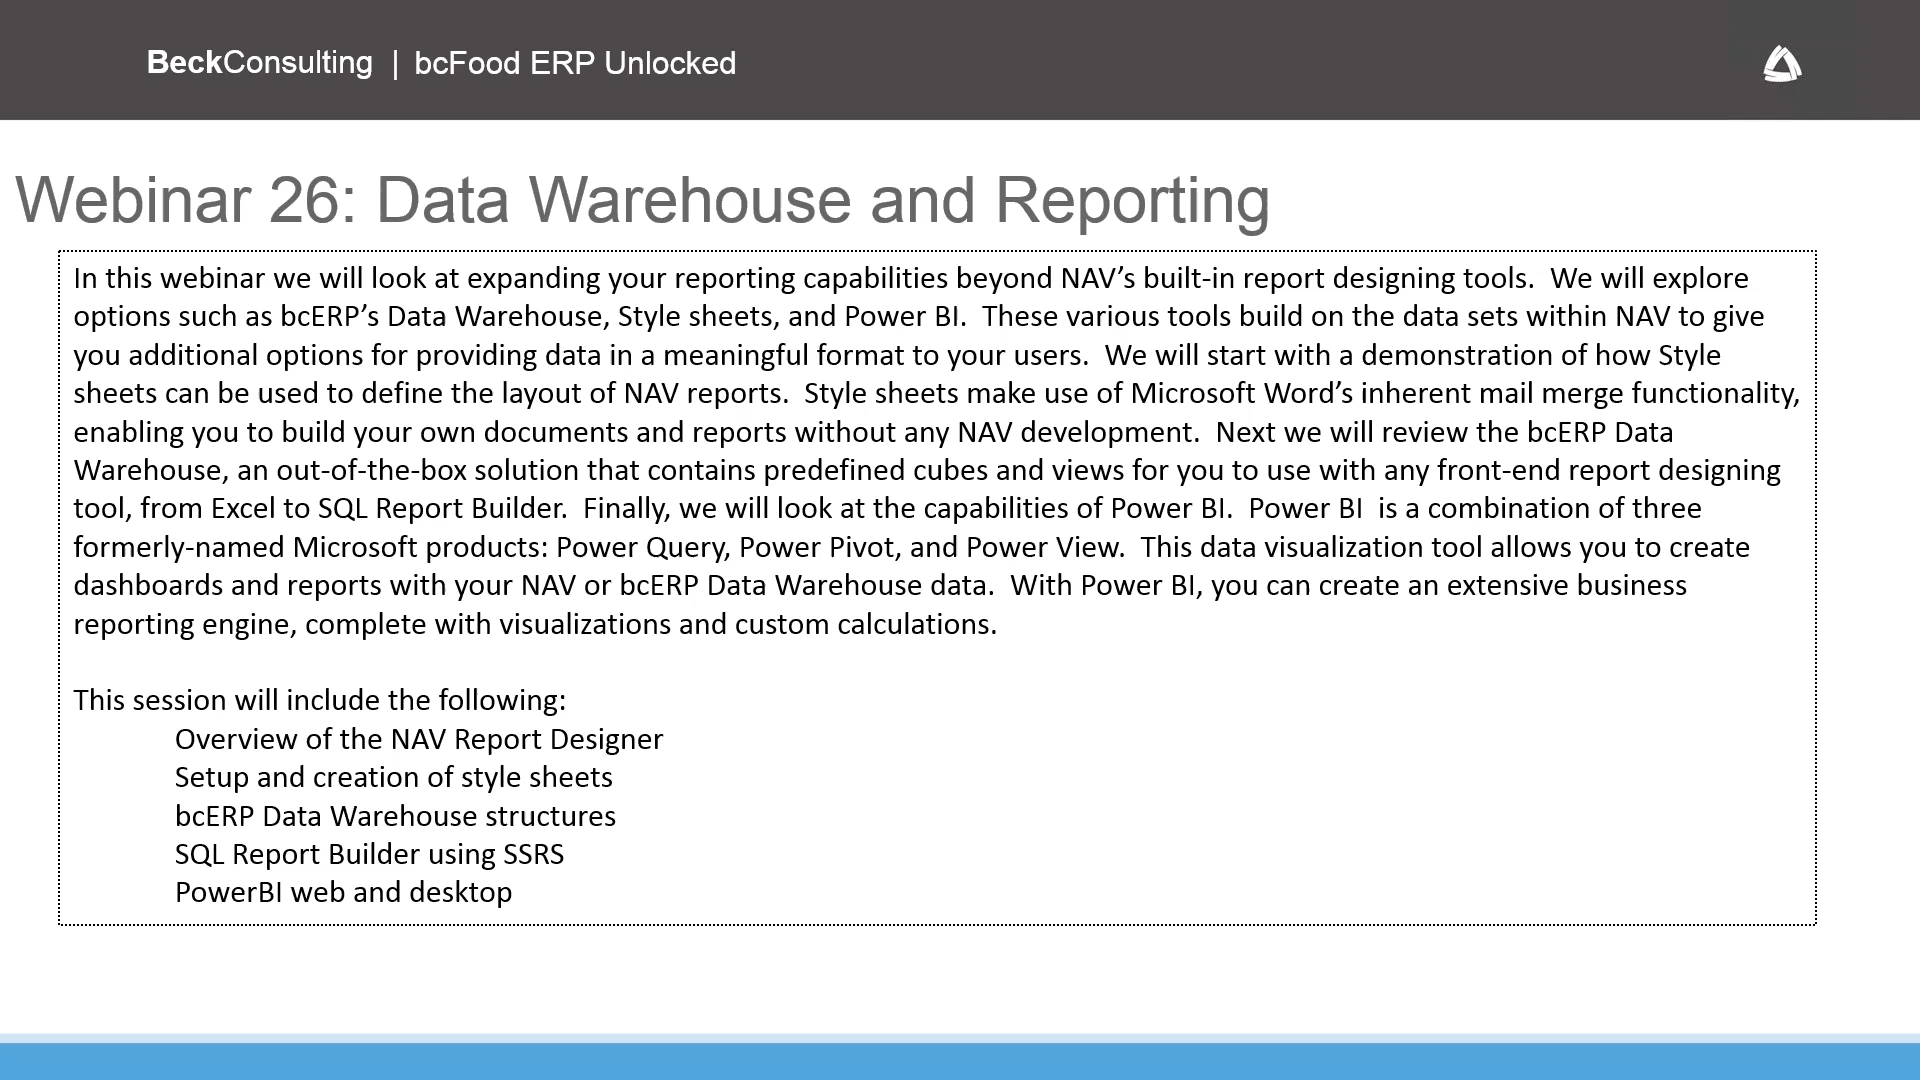 BeckConsulting | bcFood ERP Unlocked
Webinar 26: Data Warehouse and Reporting
In this webinar we will look at expanding your reporting capabilities beyond NAV’s built-in report designing tools.  We will explore
options such as bcERP’s Data Warehouse, Style sheets, and Power BI.  These various tools build on the data sets within NAV to give
you additional options for providing data in a meaningful format to your users.  We will start with a demonstration of how Style
sheets can be used to define the layout of NAV reports.  Style sheets make use of Microsoft Word’s inherent mail merge functionality,
enabling you to build your own documents and reports without any NAV development.  Next we will review the bcERP Data
Warehouse, an out-of-the-box solution that contains predefined cubes and views for you to use with any front-end report designing
tool, from Excel to SQL Report Builder.  Finally, we will look at the capabilities of Power BI.  Power BI  is a combination of three
formerly-named Microsoft products: Power Query, Power Pivot, and Power View.  This data visualization tool allows you to create
dashboards and reports with your NAV or bcERP Data Warehouse data.  With Power BI, you can create an extensive business
reporting engine, complete with visualizations and custom calculations.
This session will include the following:
Overview of the NAV Report Designer
Setup and creation of style sheets
bcERP Data Warehouse structures
SQL Report Builder using SSRS
PowerBI web and desktop